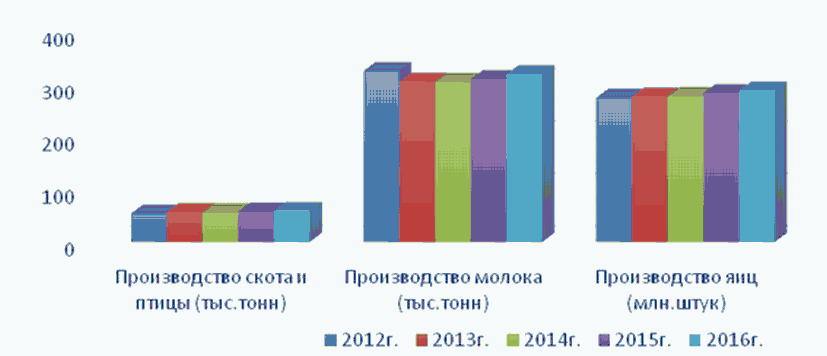 400
300
200
100
0
Производство скота и
птицы (тыс.тонн)
Производство молока
(тыс.тонн)
Производство яиц
(млн.штук)
2012г. 2013г. 2014г. 2015г. 2016г.